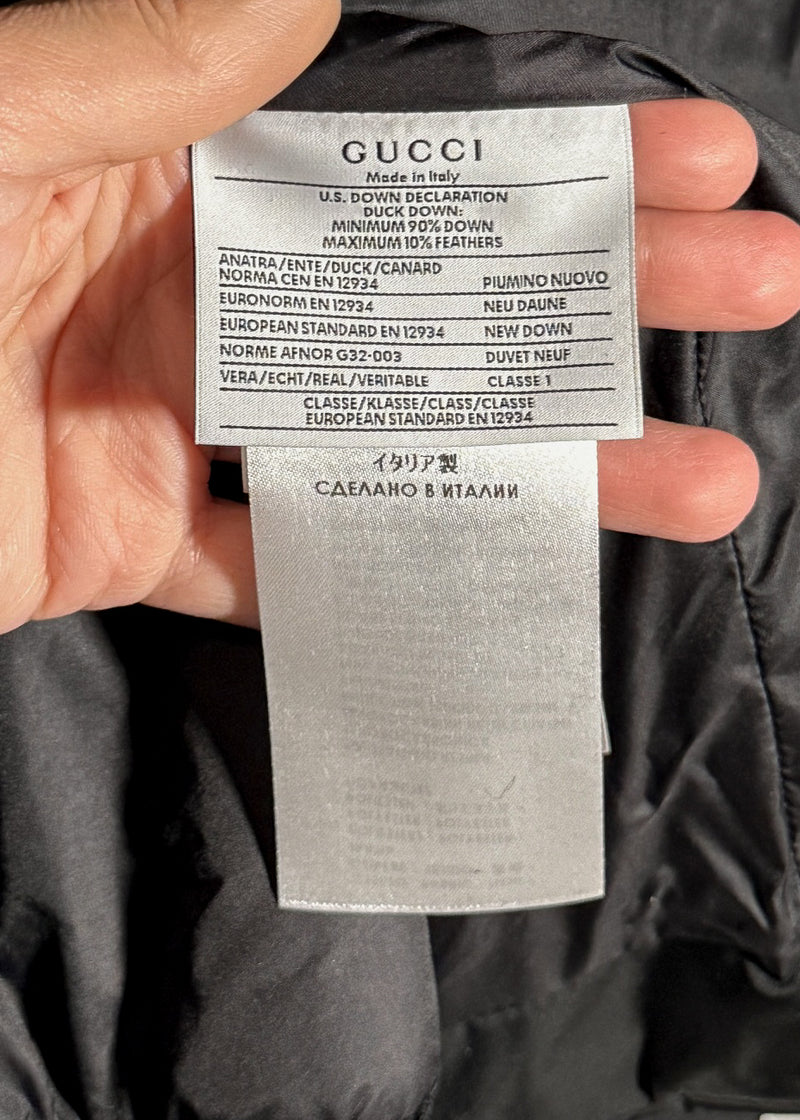 GUCCI
Made in Italy
U.S. DOWN DECLARATION
DUCK DOWN:
MINIMUM 90% DOWN
MAXIMUM 10% FEATHERS
ANATRA/ENTE/DUCK/CANARD
NORMA CEN EN 12934 PIUMINO NUOVO
EURONORM EN 12934 NEU DAUNE
EUROPEAN STANDARD EN 12934 NEW DOWN
NORME AFNOR G32-003 DUVET NEUF
VERA/ECHT/REAL/VERITABLE CLASSE 1
CLASSE/KLASSE/CLASS/CLASSE
EUROPEAN STANDARD EN 12934
イタリア製
СДЕЛАНО В ИТАЛИИ